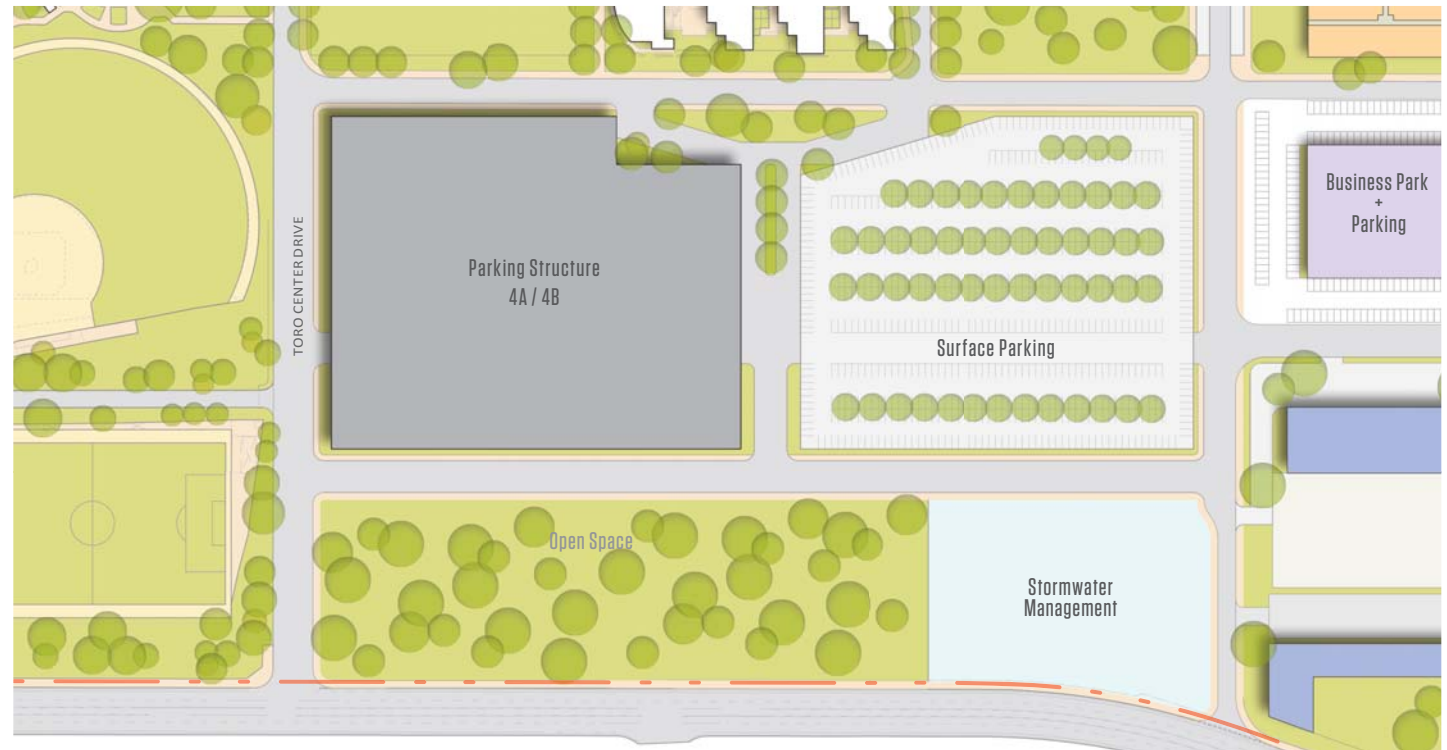 Business Park
+
Parking
TORO CENTER DRIVE
Parking Structure
4A / 4B
Surface Parking
Open Space
Stormwater
Management